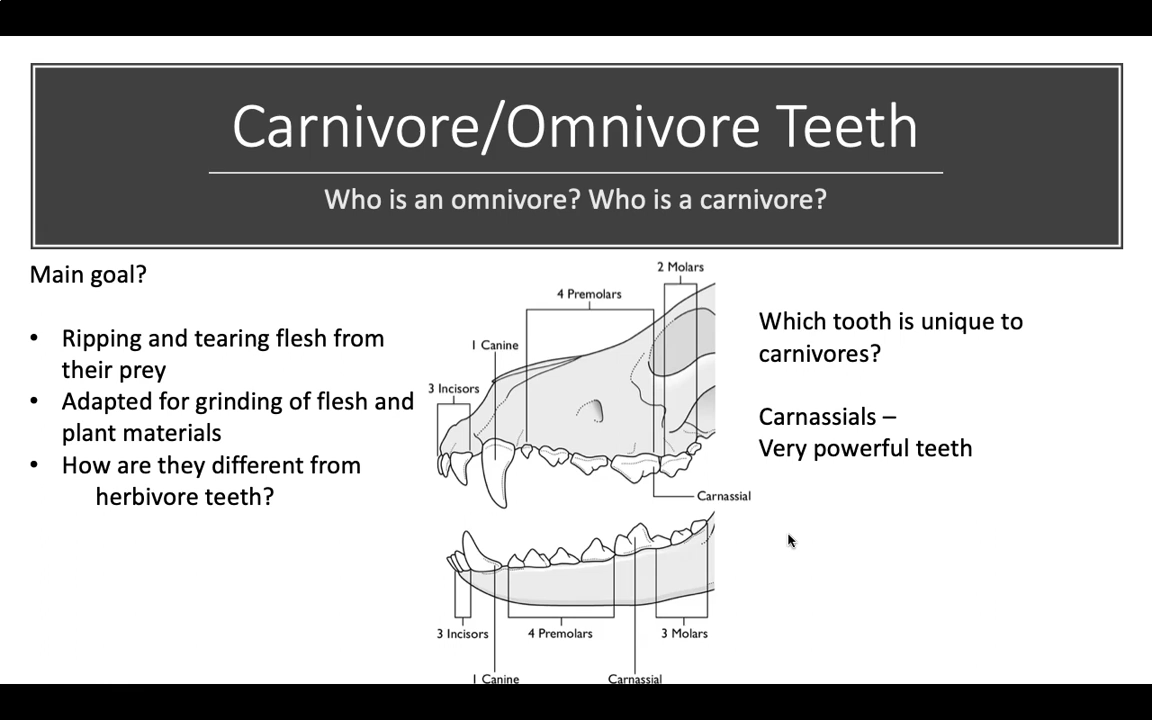 Carnivore/Omnivore Teeth
Who is an omnivore? Who is a carnivore?
Main goal?
• Ripping and tearing flesh from
their prey
• Adapted for grinding of flesh and
plant materials
• How are they different from
herbivore teeth?
2 Molars
4 Premolars
1 Canine
3 Incisors
Carnassial
3 Incisors
4 Premolars
3 Molars
1 Canine
Carnassial
Which tooth is unique to
carnivores?
Carnassials –
Very powerful teeth